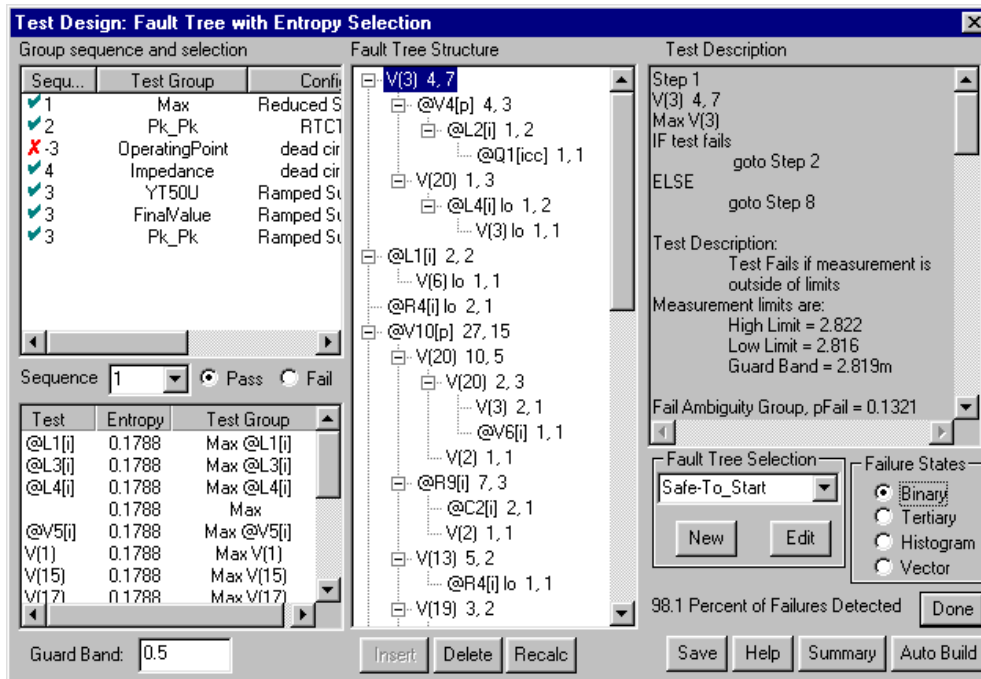 Test Design: Fault Tree with Entropy Selection
Group sequence and selection
Sequ... Test Group Confi
1 Max Reduced S
2 Pk_Pk RTCT
-3 OperatingPoint dead cir
4 Impedance dead cir
3 YT50U Ramped Su
3 FinalValue Ramped Su
3 Pk_Pk Ramped Su
Sequence 1 Pass Fail
Test Entropy Test Group
@L1[i] 0.1788 Max @L1[i]
@L3[i] 0.1788 Max @L3[i]
@L4[i] 0.1788 Max @L4[i]
0.1788 Max
@V5[i] 0.1788 Max @V5[i]
V(1) 0.1788 Max V(1)
V(15) 0.1788 Max V(15)
V(17) 0.1788 Max V(17)
Guard Band: 0.5
Fault Tree Structure
V(3) 4, 7
@V4[p] 4, 3
@L2[i] 1, 2
@Q1[icc] 1, 1
V(20) 1, 3
@L4[i] lo 1, 2
V(3) lo 1, 1
@L1[i] 2, 2
V(6) lo 1, 1
@R4[i] lo 2, 1
@V10[p] 27, 15
V(20) 10, 5
V(20) 2, 3
V(3) 2, 1
@V6[i] 1, 1
V(2) 1, 1
@R9[i] 7, 3
@C2[i] 2, 1
V(2) 1, 1
V(13) 5, 2
@R4[i] lo 1, 1
V(19) 3, 2
Insert Delete Recalc
Test Description
Step 1
V(3) 4, 7
Max V(3)
IF test fails
goto Step 2
ELSE
goto Step 8
Test Description:
Test Fails if measurement is
outside of limits
Measurement limits are:
High Limit = 2.822
Low Limit = 2.816
Guard Band = 2.819m
Fail Ambiguity Group, pFail = 0.1321
Fault Tree Selection
Safe-To_Start
New Edit
Failure States
Binary
Tertiary
Histogram
Vector
98.1 Percent of Failures Detected Done
Save Help Summary Auto Build